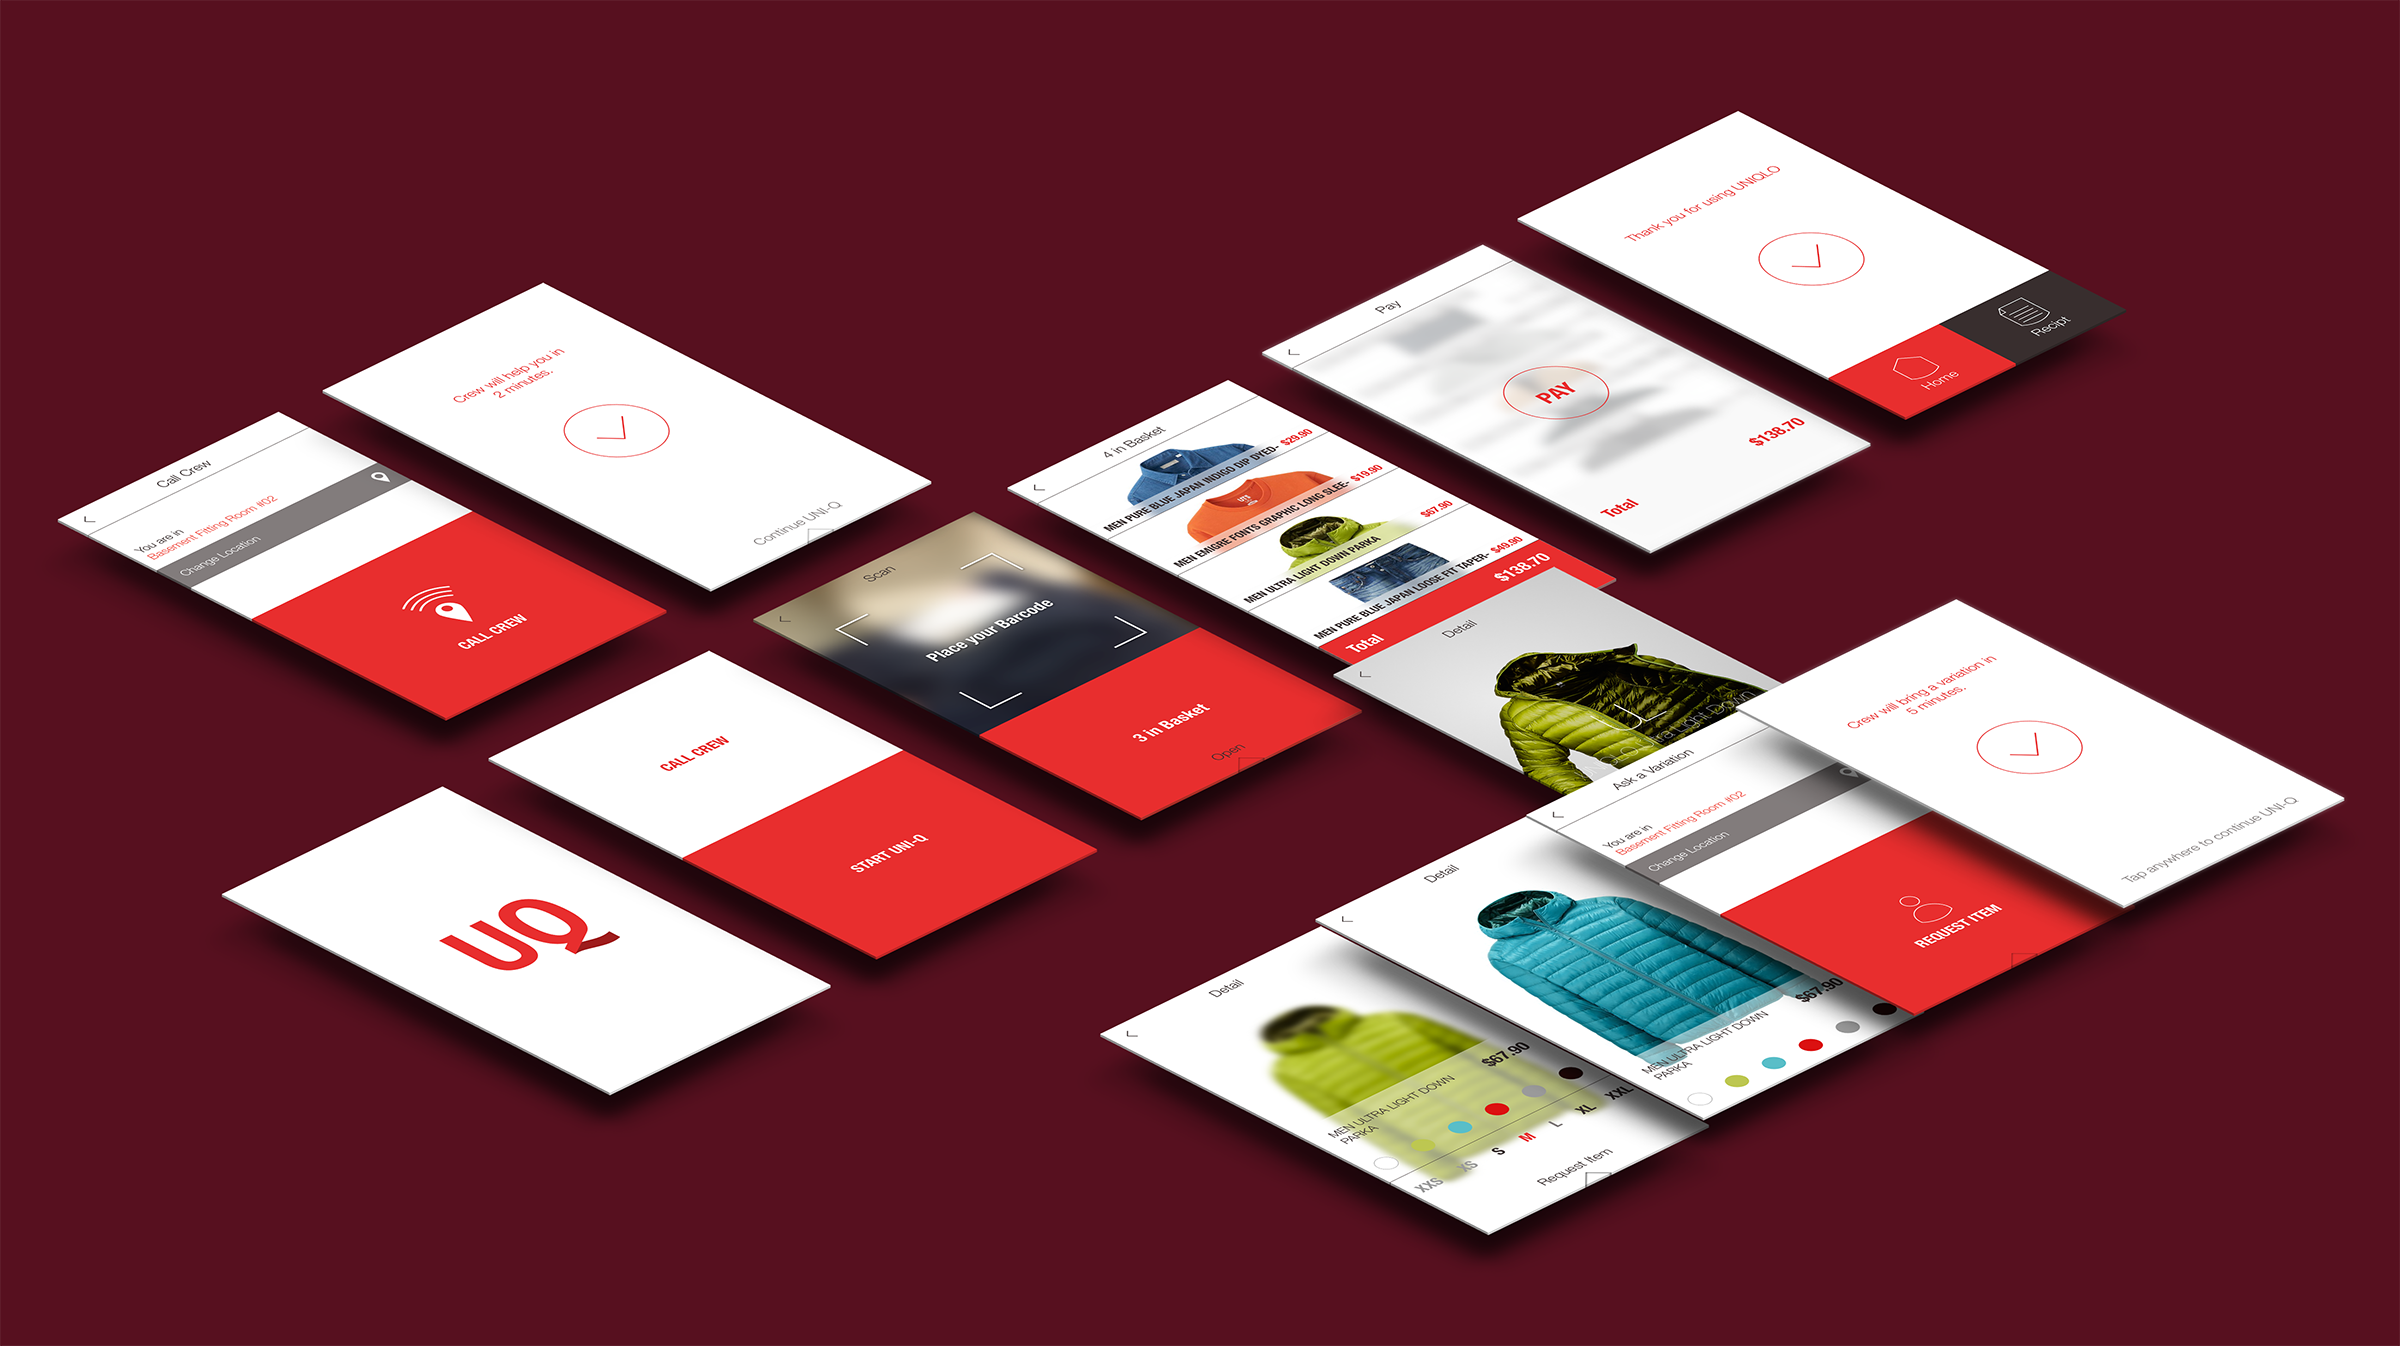 Call Crew
You are in
Basement Fitting Room #02
Change Location
CALL CREW
Crew will help you in
2 minutes.
Continue UNI-Q
UQ
CALL CREW
START UNI-Q
Scan
Place your Barcode
3 in Basket
Open
4 in Basket
MEN PURE BLUE JAPAN INDIGO DIP DYED- $29.90
MEN EMIGRE FONTS GRAPHIC LONG SLEE- $19.90
MEN ULTRA LIGHT DOWN PARKA $67.90
MEN PURE BLUE JAPAN LOOSE FIT TAPER- $49.90
Total $138.70
Pay
PAY
Total $138.70
Thank you for using UNIQLO
Home
Recipt
Detail
Ultra Light Down
Detail
MEN ULTRA LIGHT DOWN
PARKA
$67.90
XXS XS S M L XL XXL
Request Item
Detail
MEN ULTRA LIGHT DOWN
PARKA
$67.90
Ask a Variation
You are in
Basement Fitting Room #02
Change Location
REQUEST ITEM
Crew will bring a variation in
5 minutes.
Tap anywhere to continue UNI-Q